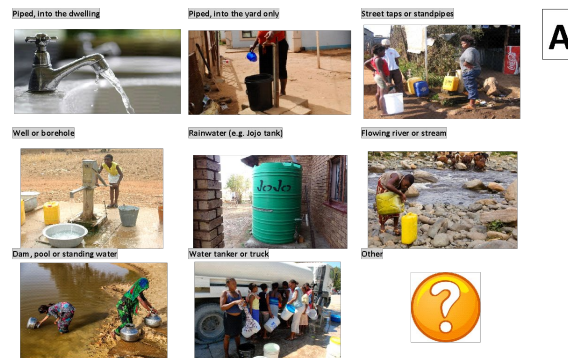 Piped, into the dwelling
Piped, into the yard only
Street taps or standpipes
A
Well or borehole
Rainwater (e.g. Jojo tank)
Flowing river or stream
JoJo
Dam, pool or standing water
Water tanker or truck
Other
?